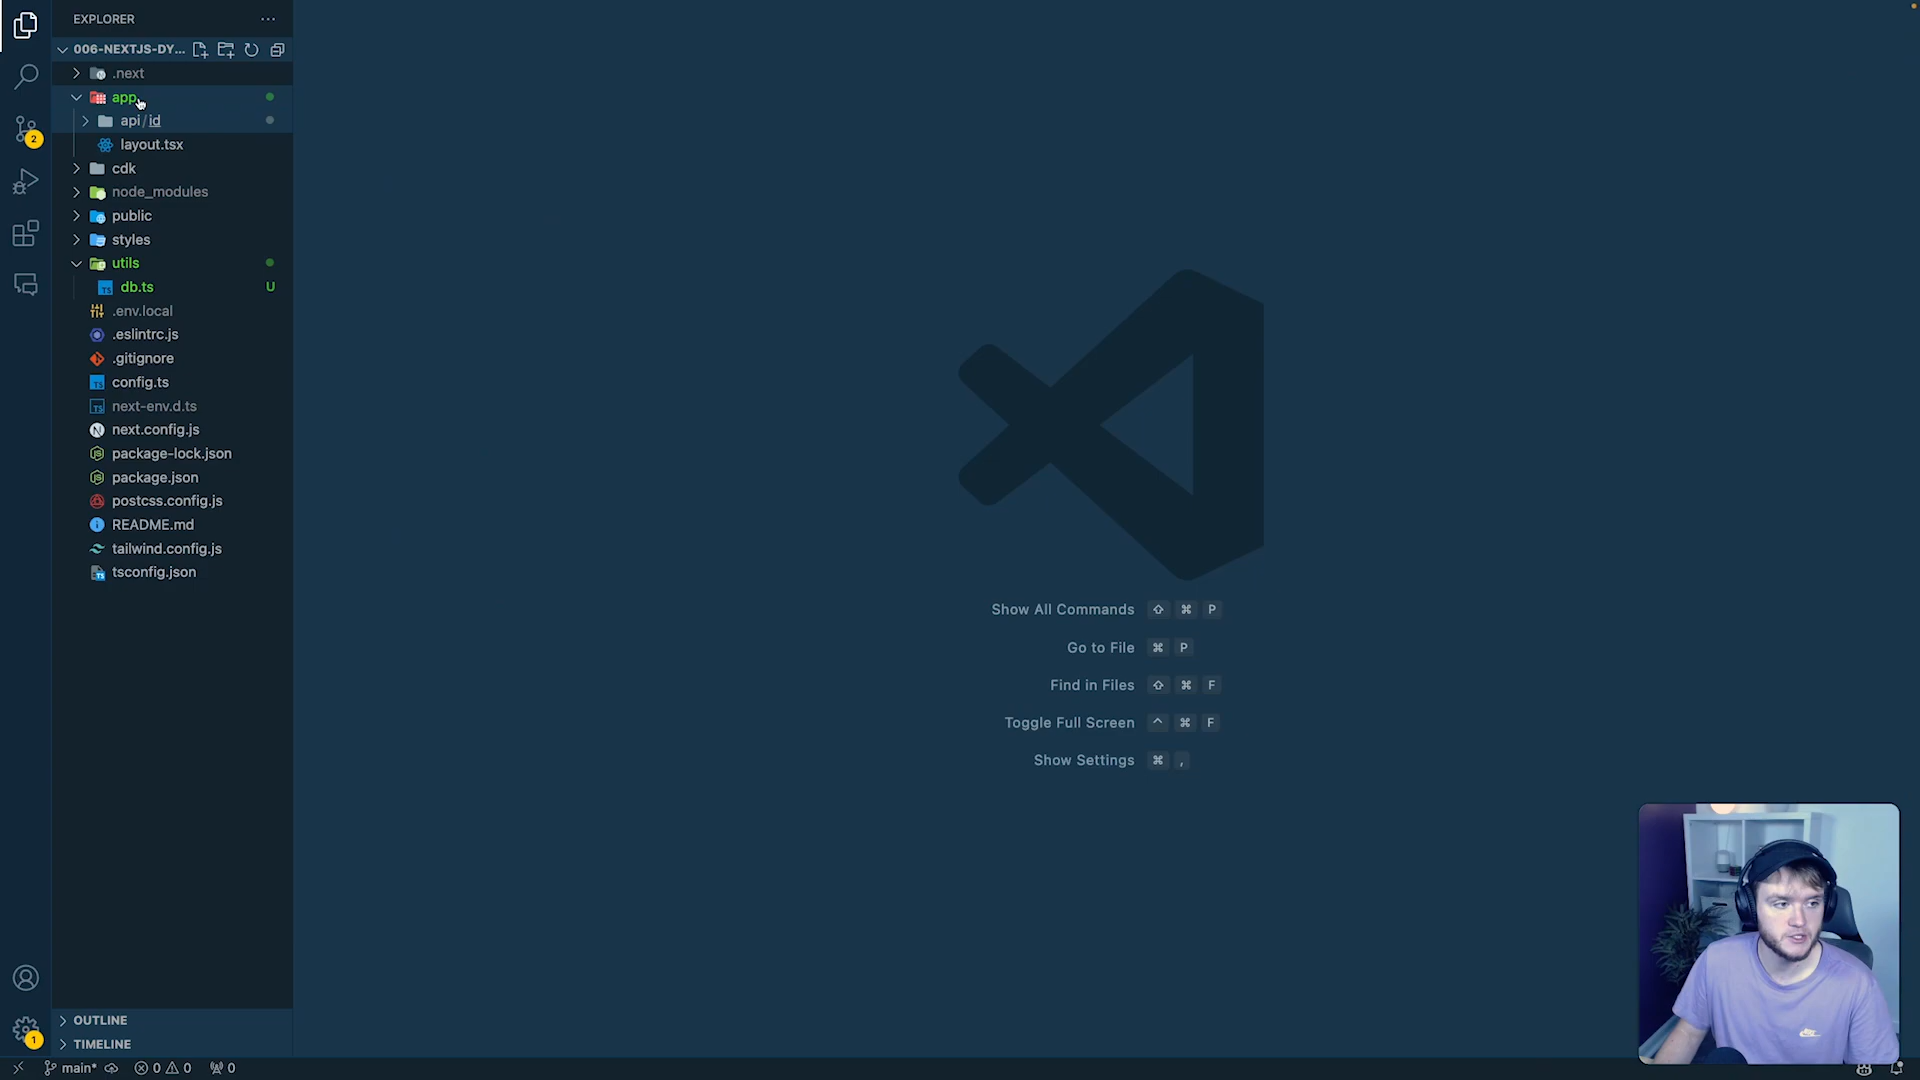 EXPLORER
006-NEXTJS-DY...
.next
app
api/id
layout.tsx
cdk
node_modules
public
styles
utils
db.ts U
.env.local
.eslintrc.js
.gitignore
config.ts
next-env.d.ts
next.config.js
package-lock.json
package.json
postcss.config.js
README.md
tailwind.config.js
tsconfig.json
2
Show All Commands ⇧ ⌘ P
Go to File ⌘ P
Find in Files ⇧ ⌘ F
Toggle Full Screen ^ ⌘ F
Show Settings ⌘ ,
OUTLINE
TIMELINE
1
main* 0 0 0